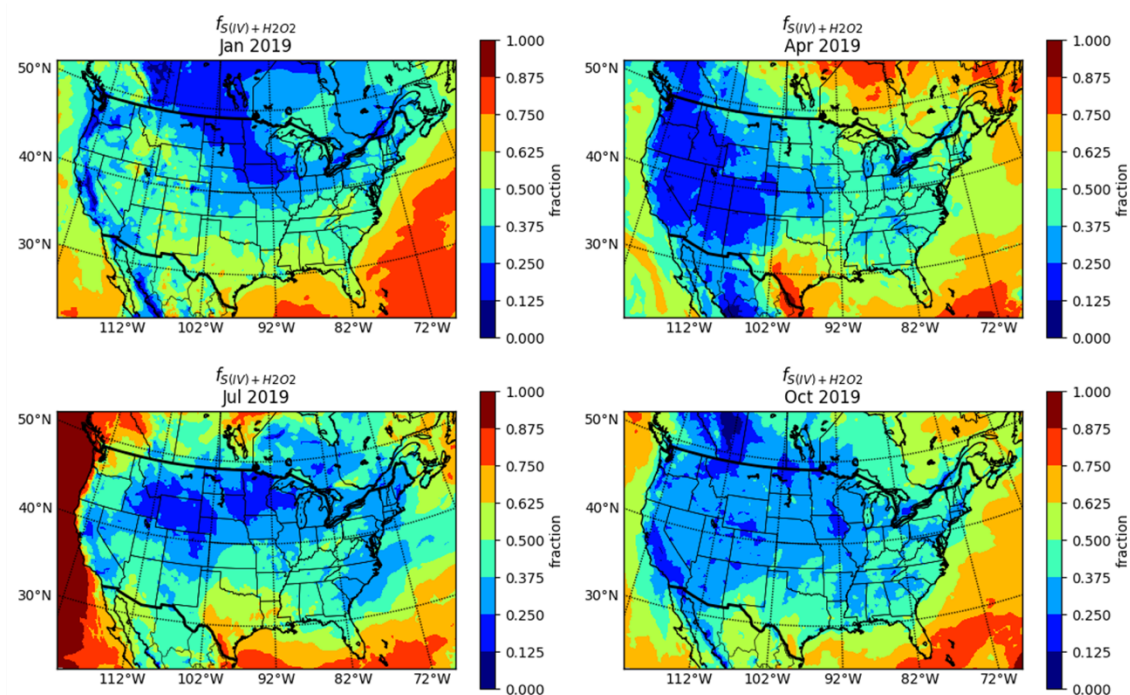 f_{S(IV)+H2O2}
Jan 2019
50°N
40°N
30°N
112°W
102°W
92°W
82°W
72°W
1.000
0.875
0.750
0.625
0.500
0.375
0.250
0.125
0.000
fraction
f_{S(IV)+H2O2}
Apr 2019
50°N
40°N
30°N
112°W
102°W
92°W
82°W
72°W
1.000
0.875
0.750
0.625
0.500
0.375
0.250
0.125
0.000
fraction
f_{S(IV)+H2O2}
Jul 2019
50°N
40°N
30°N
112°W
102°W
92°W
82°W
72°W
1.000
0.875
0.750
0.625
0.500
0.375
0.250
0.125
0.000
fraction
f_{S(IV)+H2O2}
Oct 2019
50°N
40°N
30°N
112°W
102°W
92°W
82°W
72°W
1.000
0.875
0.750
0.625
0.500
0.375
0.250
0.125
0.000
fraction